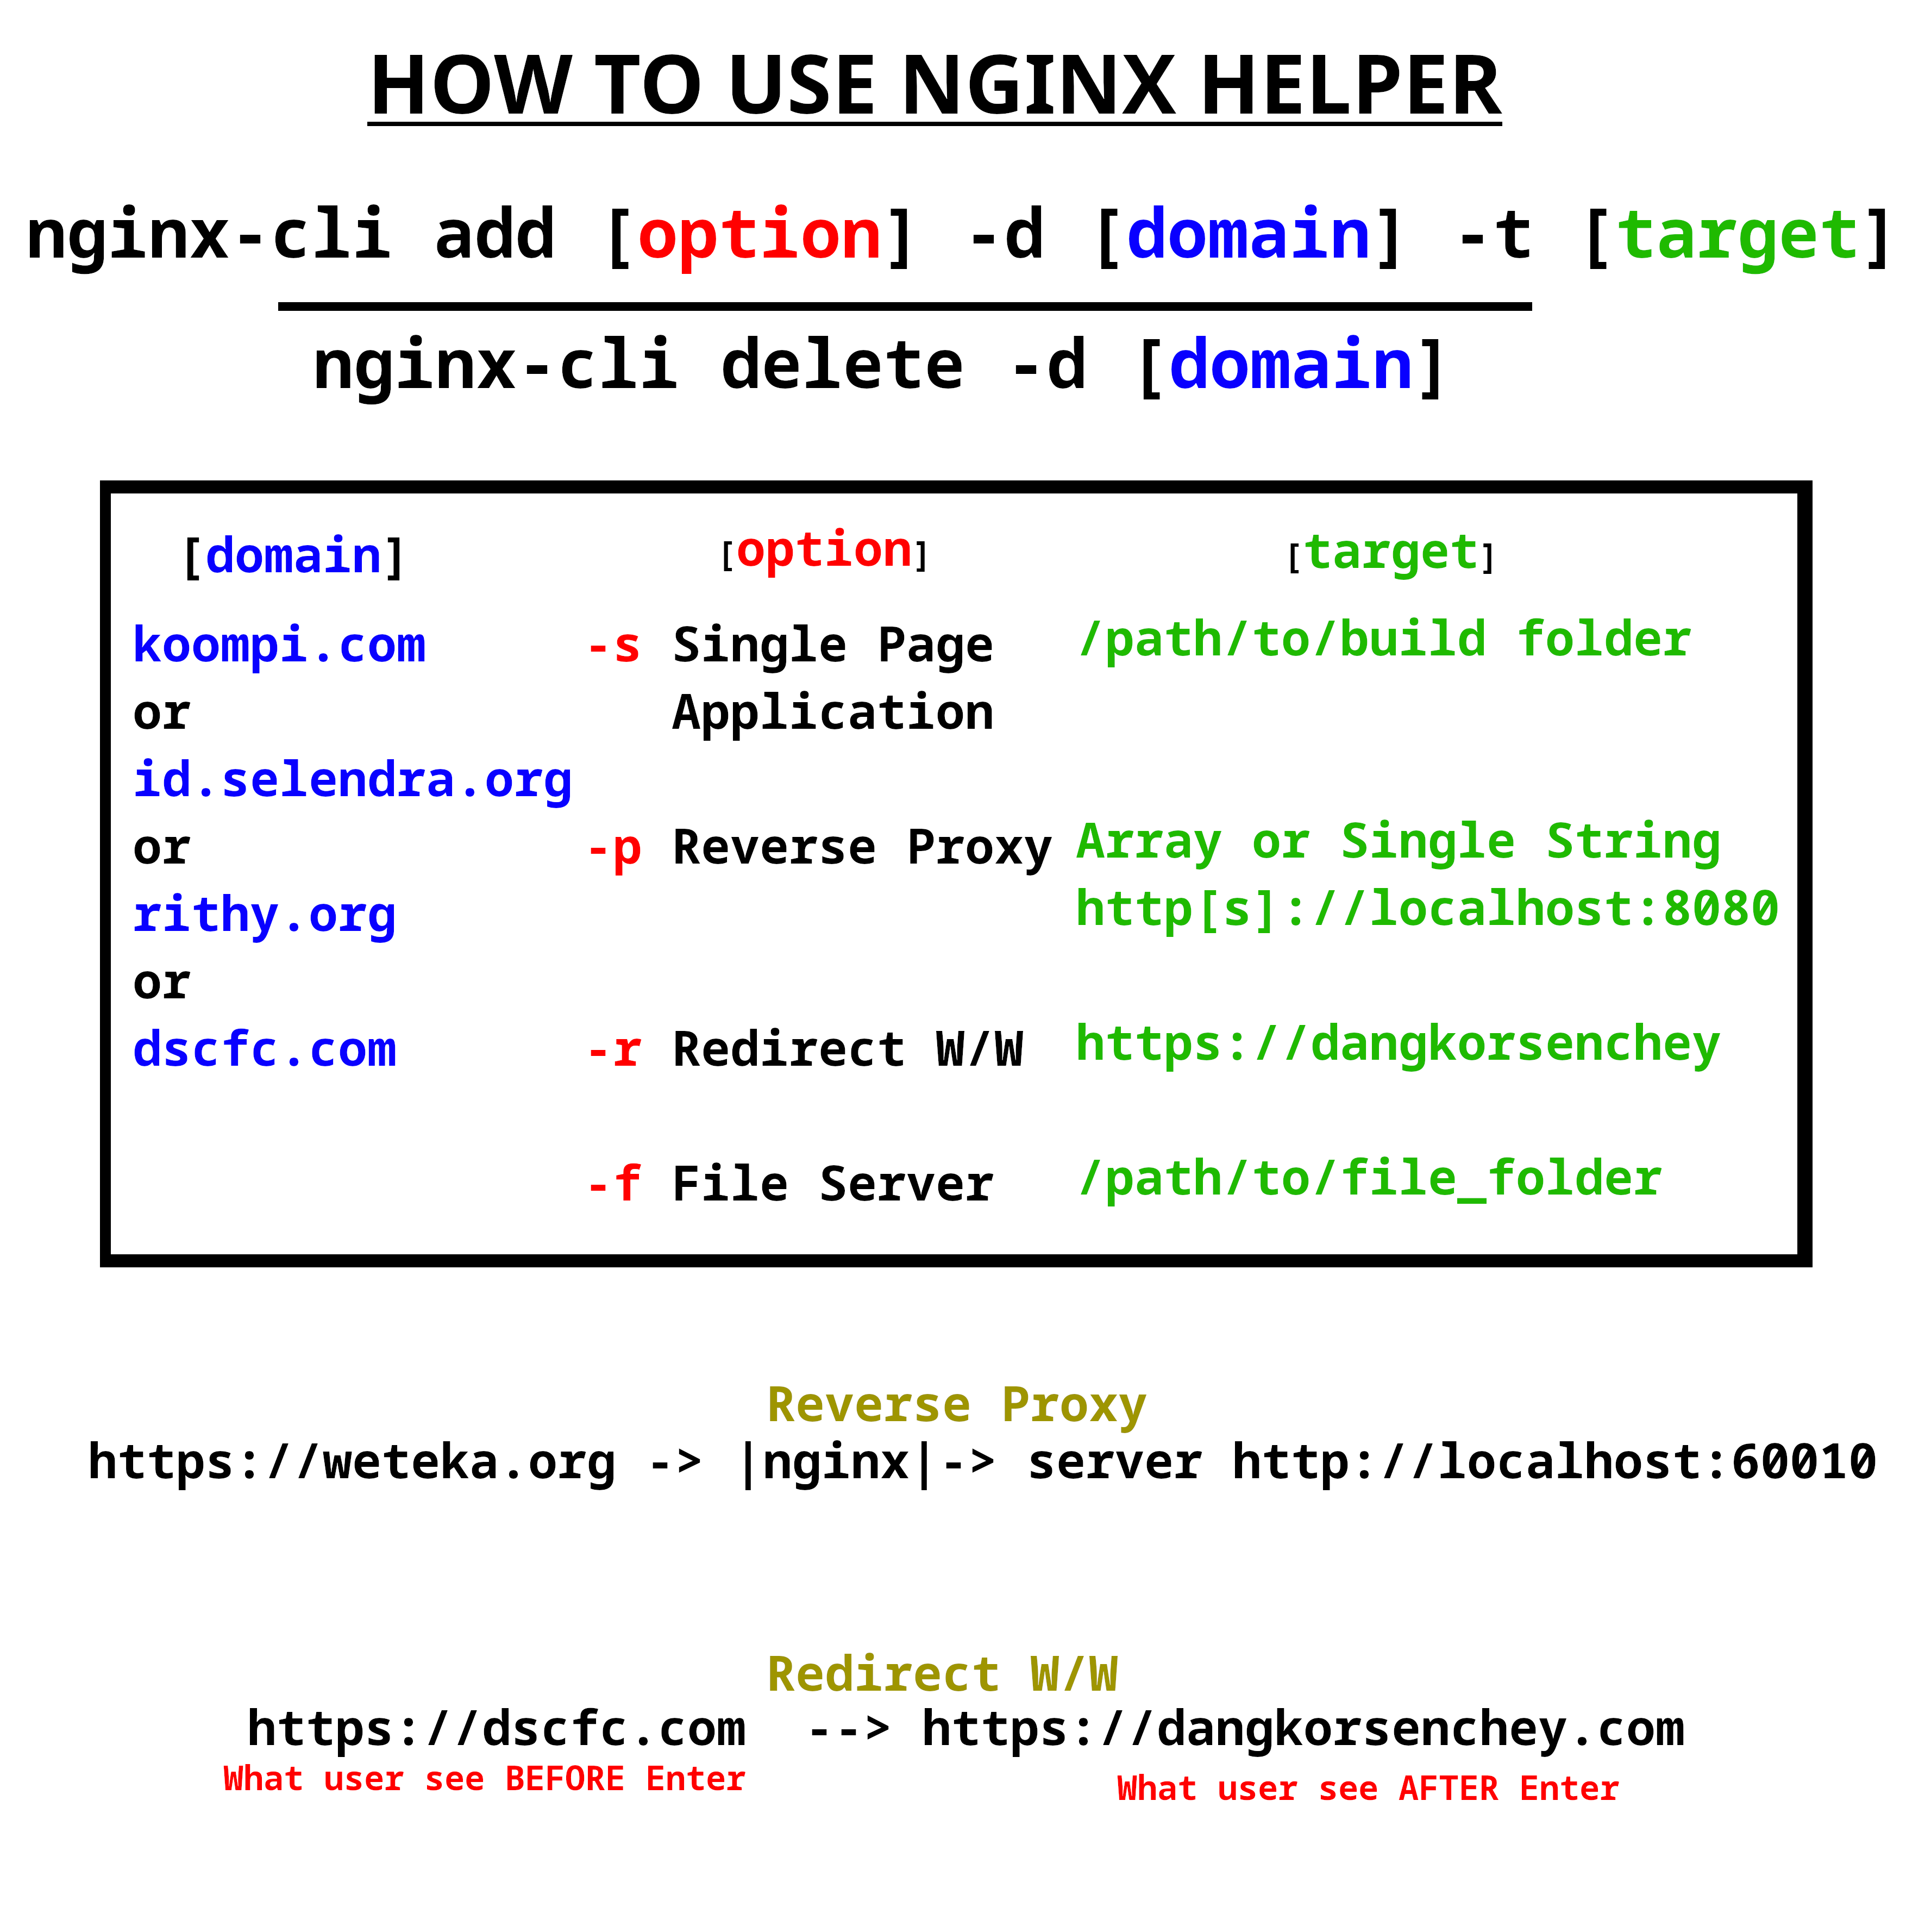 HOW TO USE NGINX HELPER
nginx-cli add [option] -d [domain] -t [target]
nginx-cli delete -d [domain]
[domain]
koompi.com
or
id.selendra.org
or
rithy.org
or
dscfc.com
[option]
-s Single Page
Application
-p Reverse Proxy
-r Redirect W/W
-f File Server
[target]
/path/to/build folder
Array or Single String
http[s]://localhost:8080
https://dangkorsenchey
/path/to/file_folder
Reverse Proxy
https://weteka.org -> |nginx|-> server http://localhost:60010
Redirect W/W
https://dscfc.com --> https://dangkorsenchey.com
What user see BEFORE Enter
What user see AFTER Enter